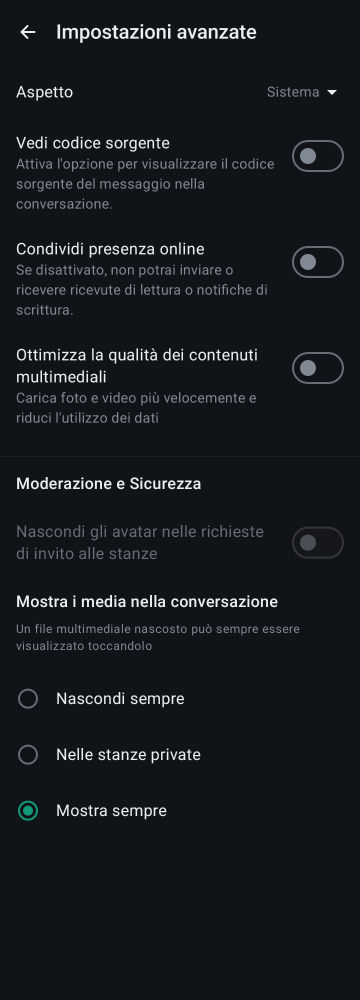 Impostazioni avanzate
Aspetto
Sistema
Vedi codice sorgente
Attiva l'opzione per visualizzare il codice
sorgente del messaggio nella
conversazione.
Condividi presenza online
Se disattivato, non potrai inviare o
ricevere ricevute di lettura o notifiche di
scrittura.
Ottimizza la qualità dei contenuti
multimediali
Carica foto e video più velocemente e
riduci l'utilizzo dei dati
Moderazione e Sicurezza
Nascondi gli avatar nelle richieste
di invito alle stanze
Mostra i media nella conversazione
Un file multimediale nascosto può sempre essere
visualizzato toccandolo
Nascondi sempre
Nelle stanze private
Mostra sempre